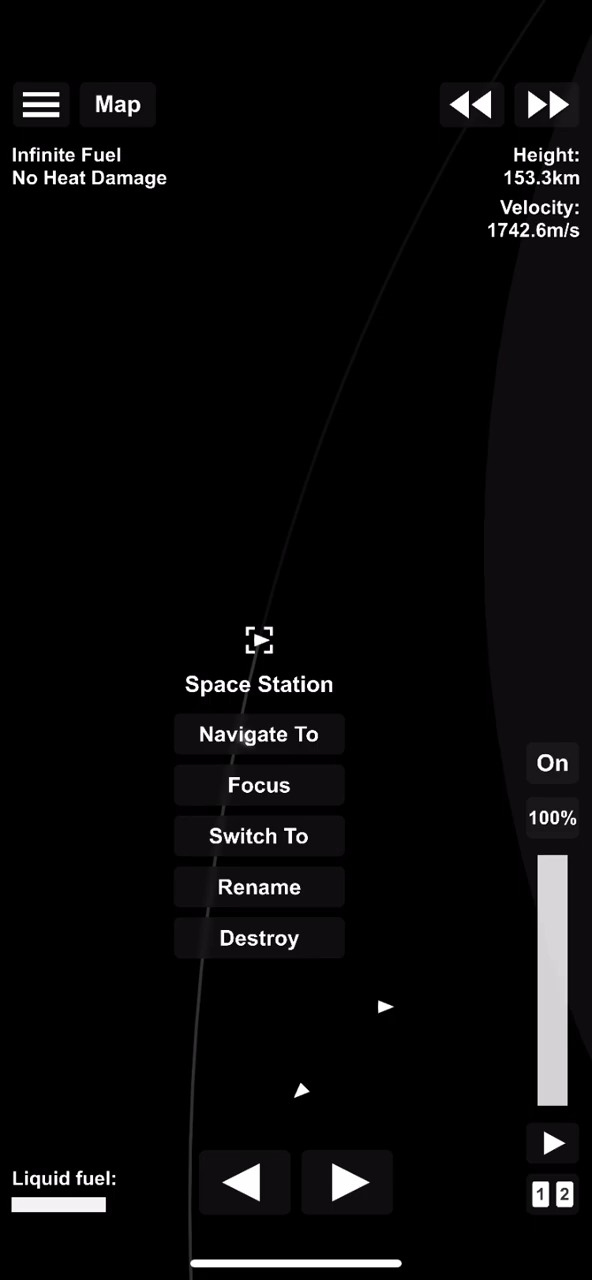 Map
Infinite Fuel
No Heat Damage
Height:
153.3km
Velocity:
1742.6m/s
Space Station
Navigate To
Focus
Switch To
Rename
Destroy
On
100%
Liquid fuel:
1 2